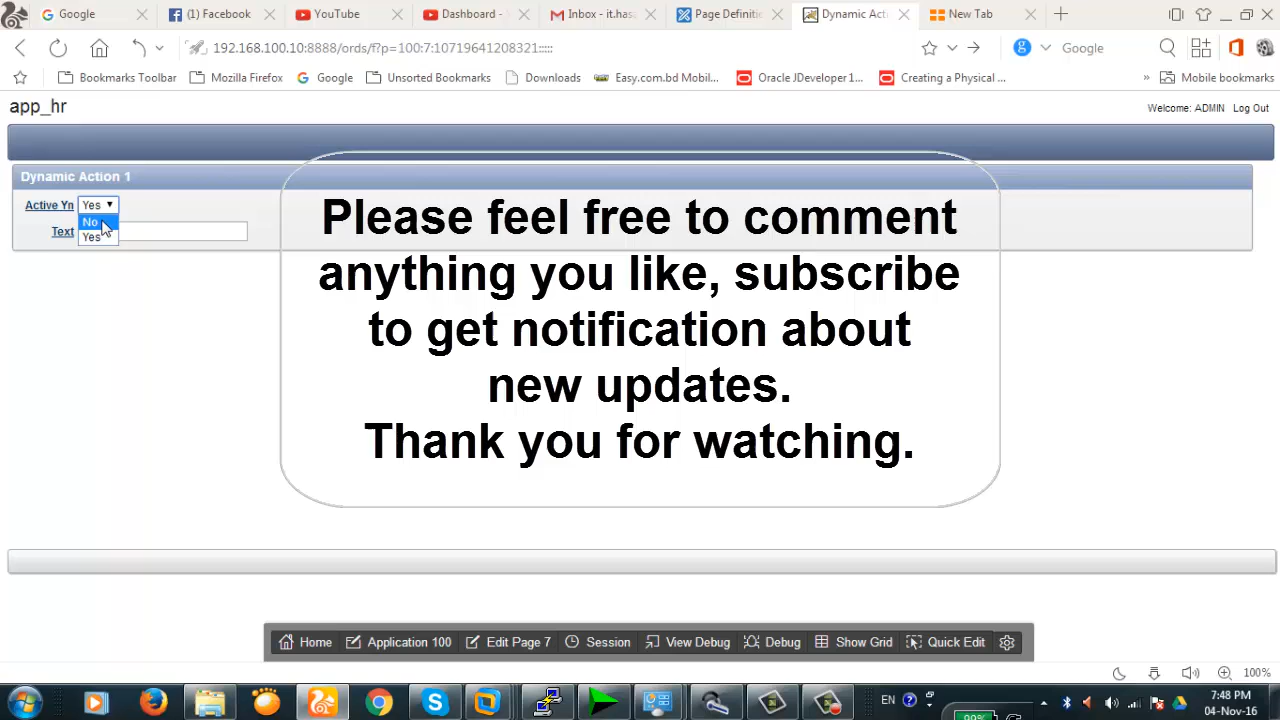 Google
(1) Facebook
YouTube
Dashboard -
Inbox - it.has
Page Definiti
Dynamic Acti
New Tab
192.168.100.10:8888/ords/f?p=100:7:10719641208321:::::
Google
Bookmarks Toolbar
Mozilla Firefox
Google
Unsorted Bookmarks
Downloads
Easy.com.bd Mobil...
Oracle JDeveloper 1...
Creating a Physical ...
»
Mobile bookmarks
app_hr
Welcome: ADMIN Log Out
Dynamic Action 1
Active Yn Yes
No
Text
Yes
Please feel free to comment
anything you like, subscribe
to get notification about
new updates.
Thank you for watching.
Home
Application 100
Edit Page 7
Session
View Debug
Debug
Show Grid
Quick Edit
100%
EN
99%
7:48 PM
04-Nov-16